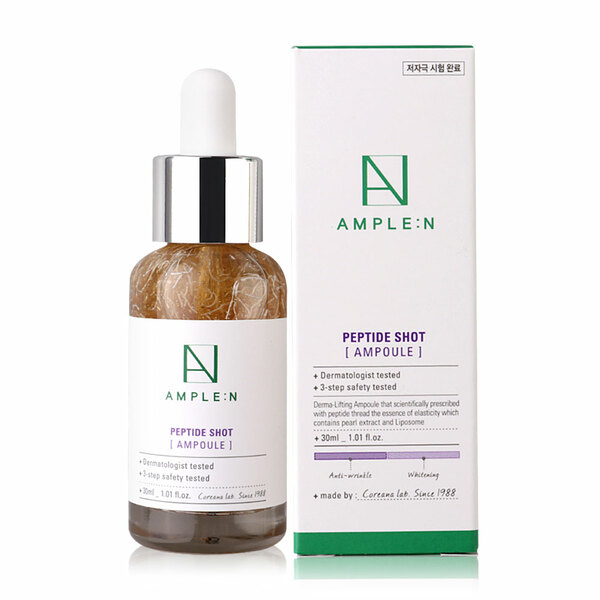 AMPLE:N
PEPTIDE SHOT
[ AMPOULE ]
+ Dermatologist tested
+ 3-step safety tested
+ 30ml _ 1.01 fl.oz. Coreana lab. Since 1988
저자극 시험 완료
AMPLE:N
PEPTIDE SHOT
[ AMPOULE ]
+ Dermatologist tested
+ 3-step safety tested
Derma-Lifting Ampoule that scientifically prescribed
with peptide thread the essence of elasticity which
contains pearl extract and Liposome
+ 30ml _ 1.01 fl.oz.
Anti-wrinkle Whitening
+ made by : Coreana lab. Since 1988